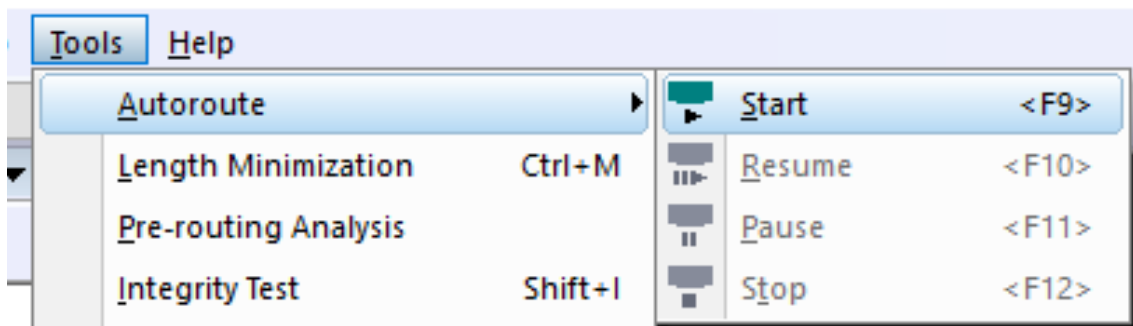 Tools Help
Autoroute Start <F9>
Length Minimization Ctrl+M Resume <F10>
Pre-routing Analysis Pause <F11>
Integrity Test Shift+I Stop <F12>